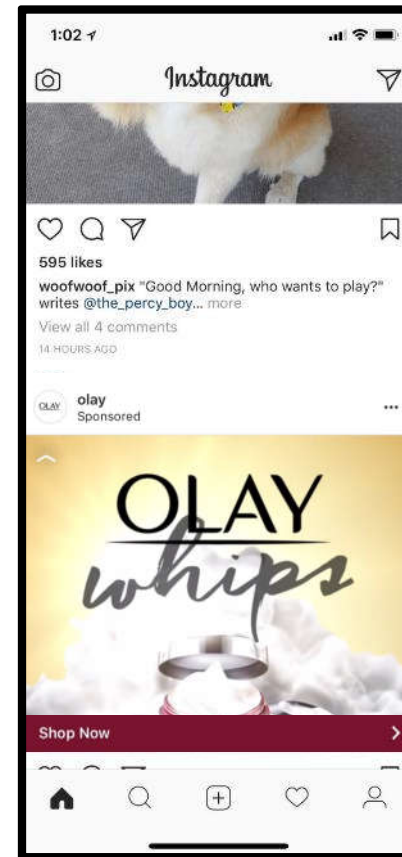 1:02
Instagram
595 likes
woofwoof_pix "Good Morning, who wants to play?"
writes @the_percy_boy... more
View all 4 comments
14 HOURS AGO
OLAY
olay
Sponsored
OLAY
whips
Shop Now